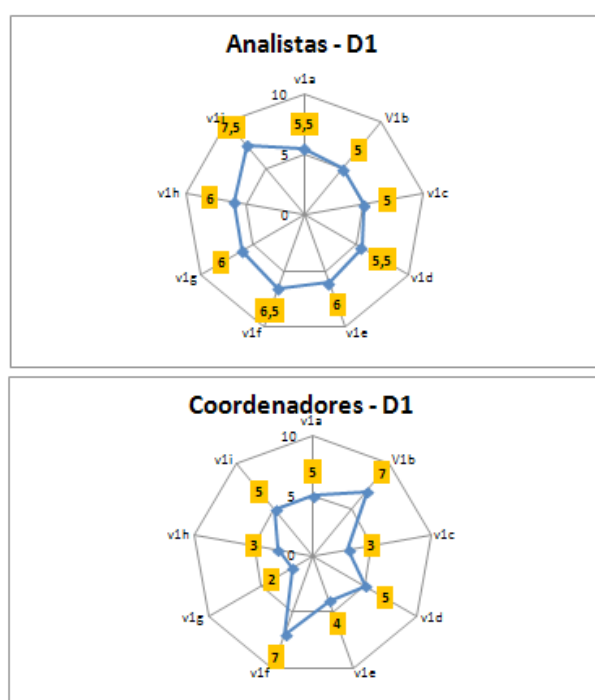 Analistas - D1
v1a
10
v1i
7,5
5,5
V1b
5
5
v1h
6
5
v1c
0
6
5,5
v1g
v1d
6,5
6
v1f
v1e
Coordenadores - D1
v1a
10
v1i
V1b
5
7
5
5
v1h
3
3
v1c
0
2
5
v1g
v1d
4
7
v1f
v1e